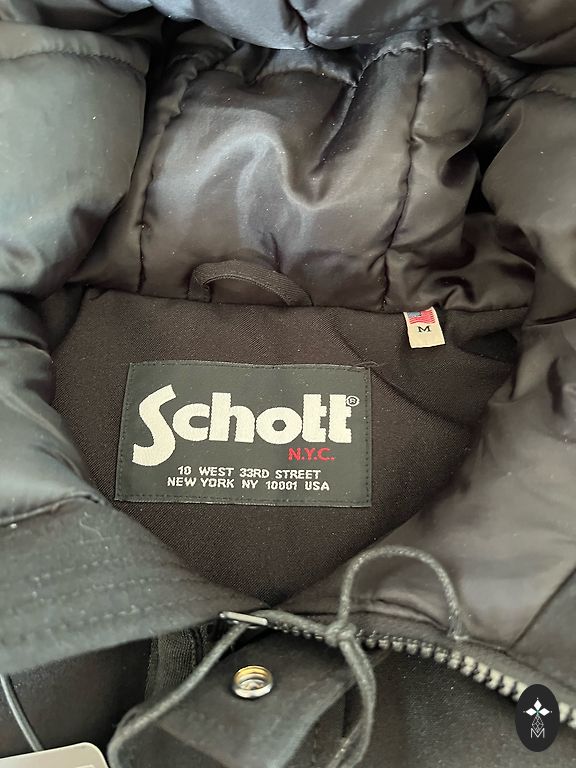 M
Schott®
N.Y.C.
10 WEST 33RD STREET
NEW YORK NY 10001 USA
M